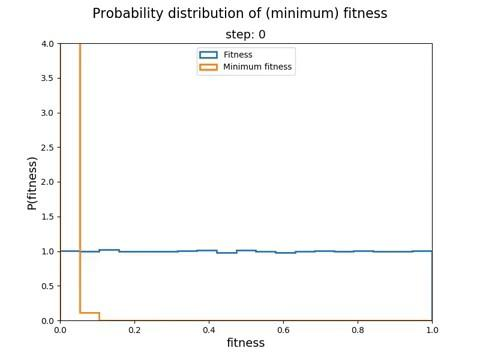 Probability distribution of (minimum) fitness
step: 0
Fitness
Minimum fitness
P(fitness)
4.0
3.5
3.0
2.5
2.0
1.5
1.0
0.5
0.0
0.0 0.2 0.4 0.6 0.8 1.0
fitness